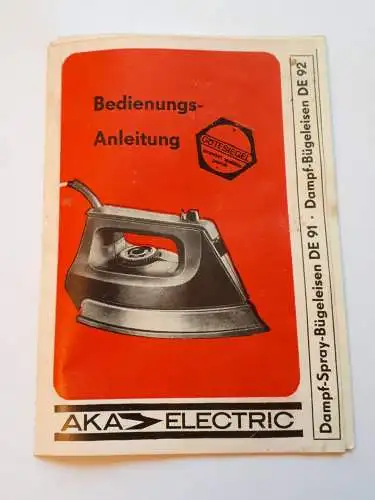 Bedienungs-
Anleitung
GÜTESIEGEL
AKA ELECTRIC
Dampf-Spray-Bügeleisen DE 91 · Dampf-Bügeleisen DE 92